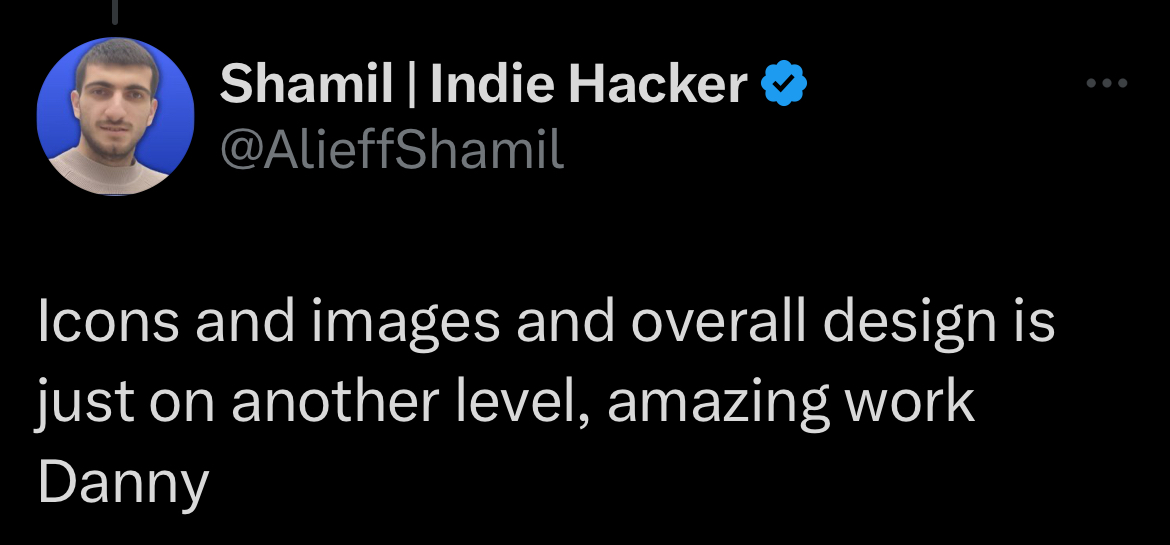 Shamil | Indie Hacker
@AlieffShamil
Icons and images and overall design is
just on another level, amazing work
Danny